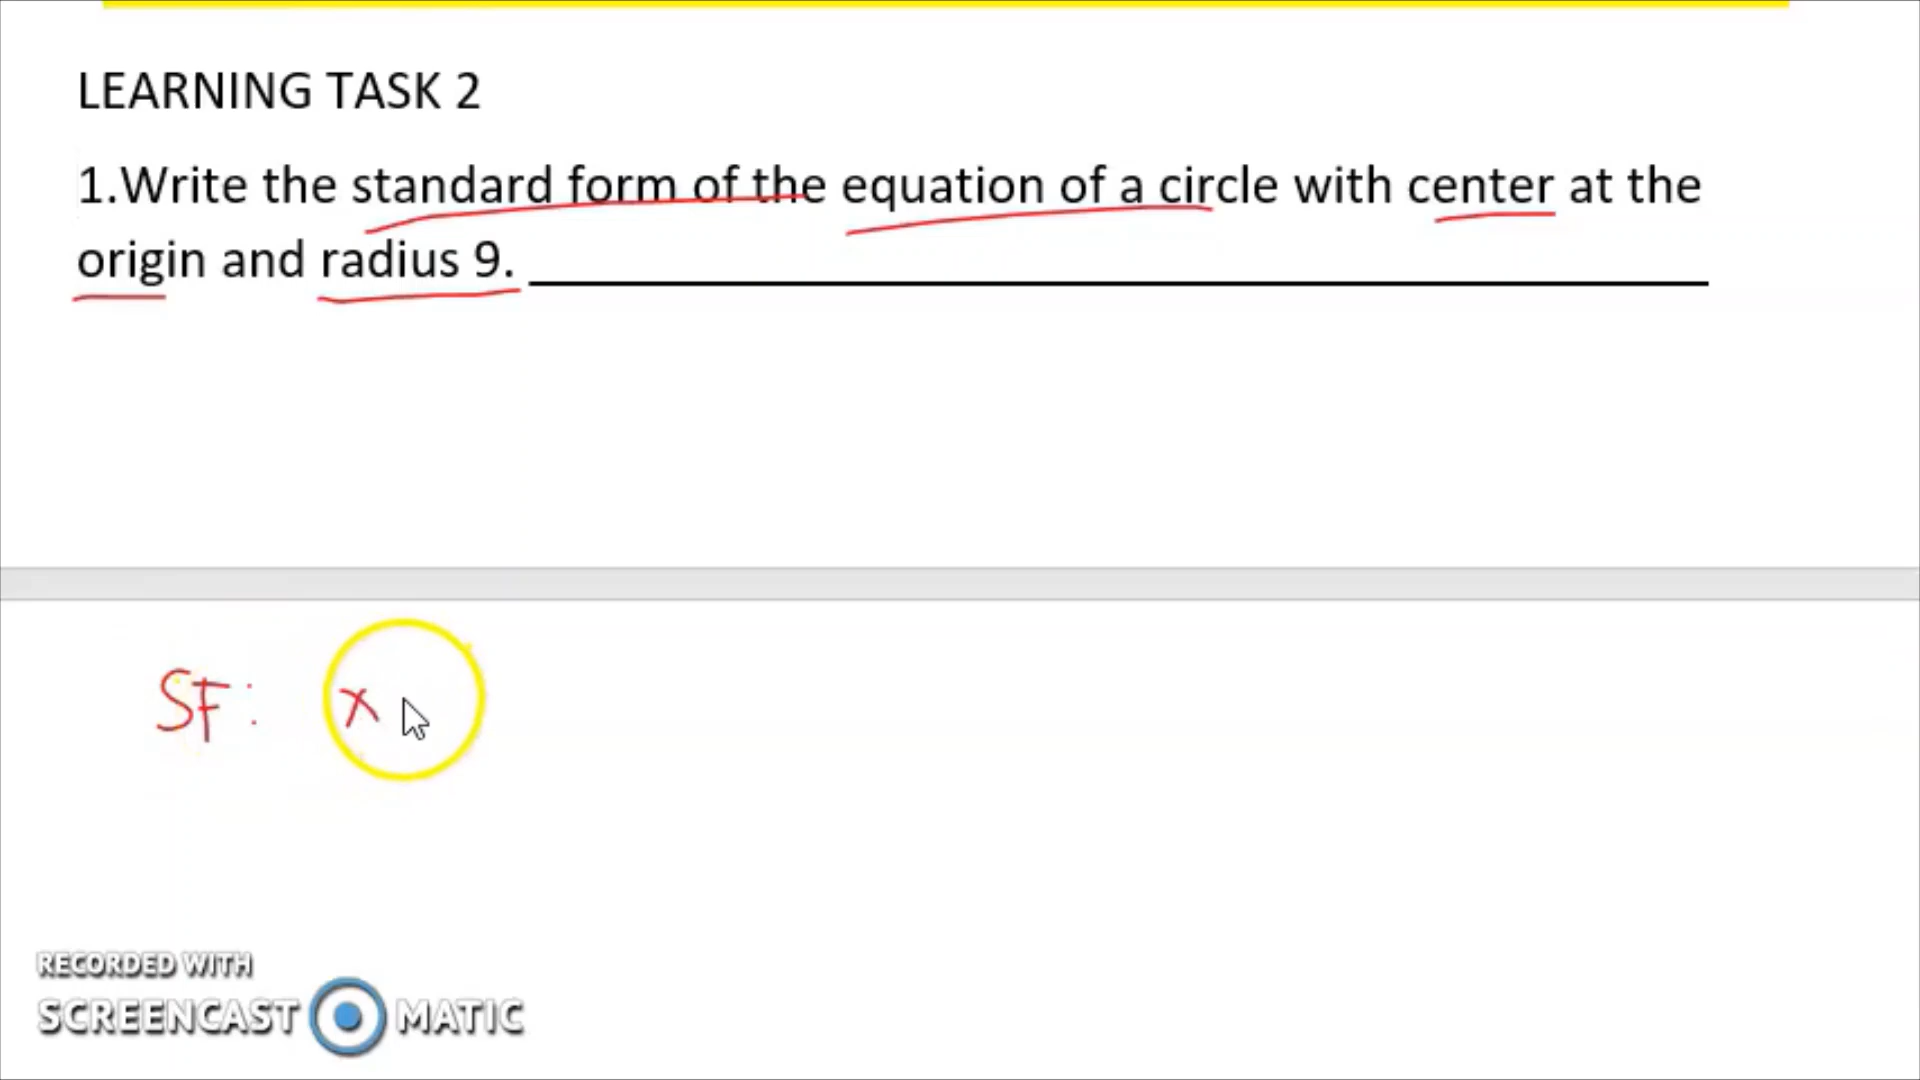 LEARNING TASK 2
1.Write the standard form of the equation of a circle with center at the
origin and radius 9. ____________________
SF: x
RECORDED WITH
SCREENCAST MATIC